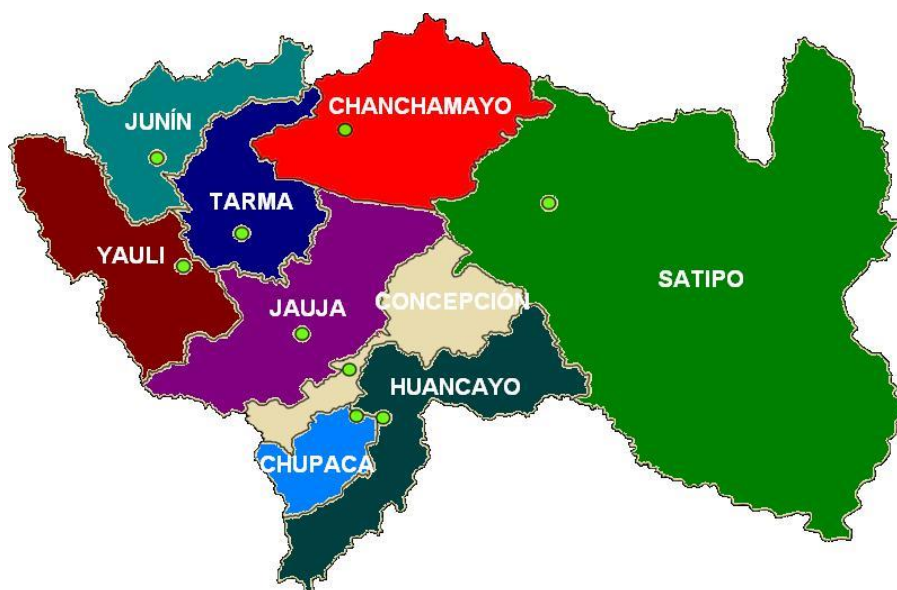 CHANCHAMAYO
JUNÍN
TARMA
YAULI
SATIPO
CONCEPCIÓN
JAUJA
HUANCAYO
CHUPACA